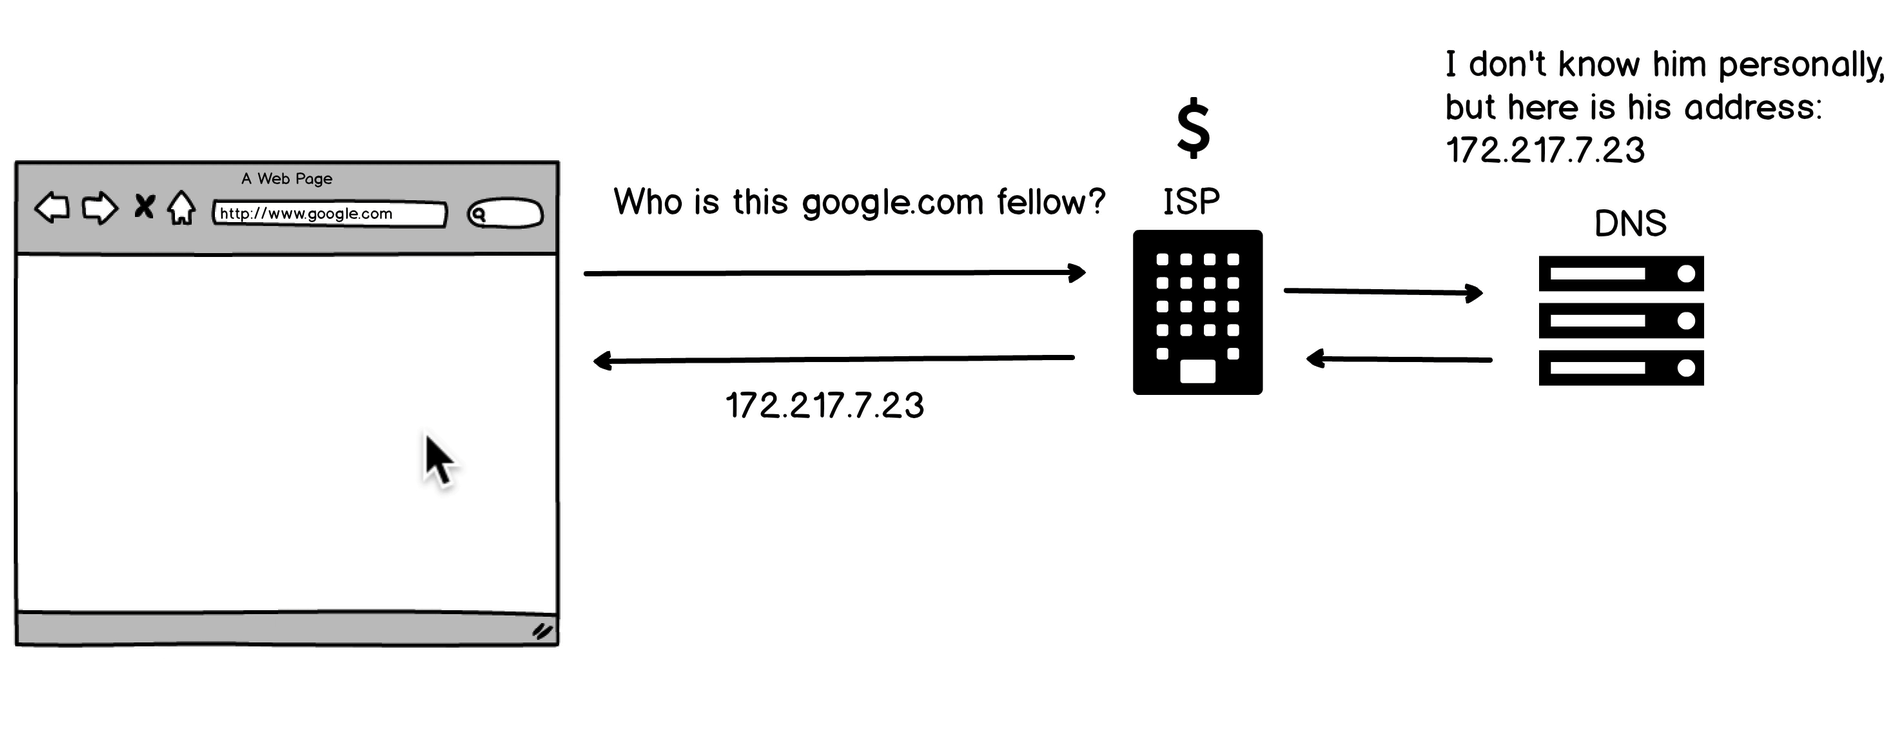 A Web Page
http://www.google.com
Who is this google.com fellow?
172.217.7.23
$
ISP
I don't know him personally,
but here is his address:
172.217.7.23
DNS